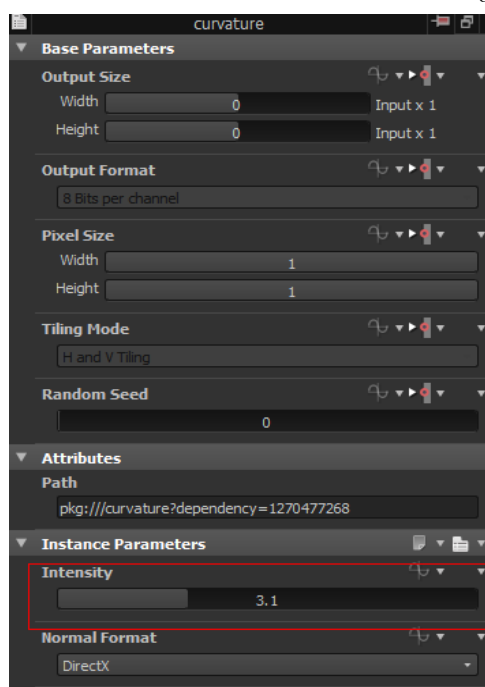 curvature
Base Parameters
Output Size
Width 0 Input x 1
Height 0 Input x 1
Output Format
8 Bits per channel
Pixel Size
Width 1
Height 1
Tiling Mode
H and V Tiling
Random Seed
0
Attributes
Path
pkg:///curvature?dependency=1270477268
Instance Parameters
Intensity
3.1
Normal Format
DirectX